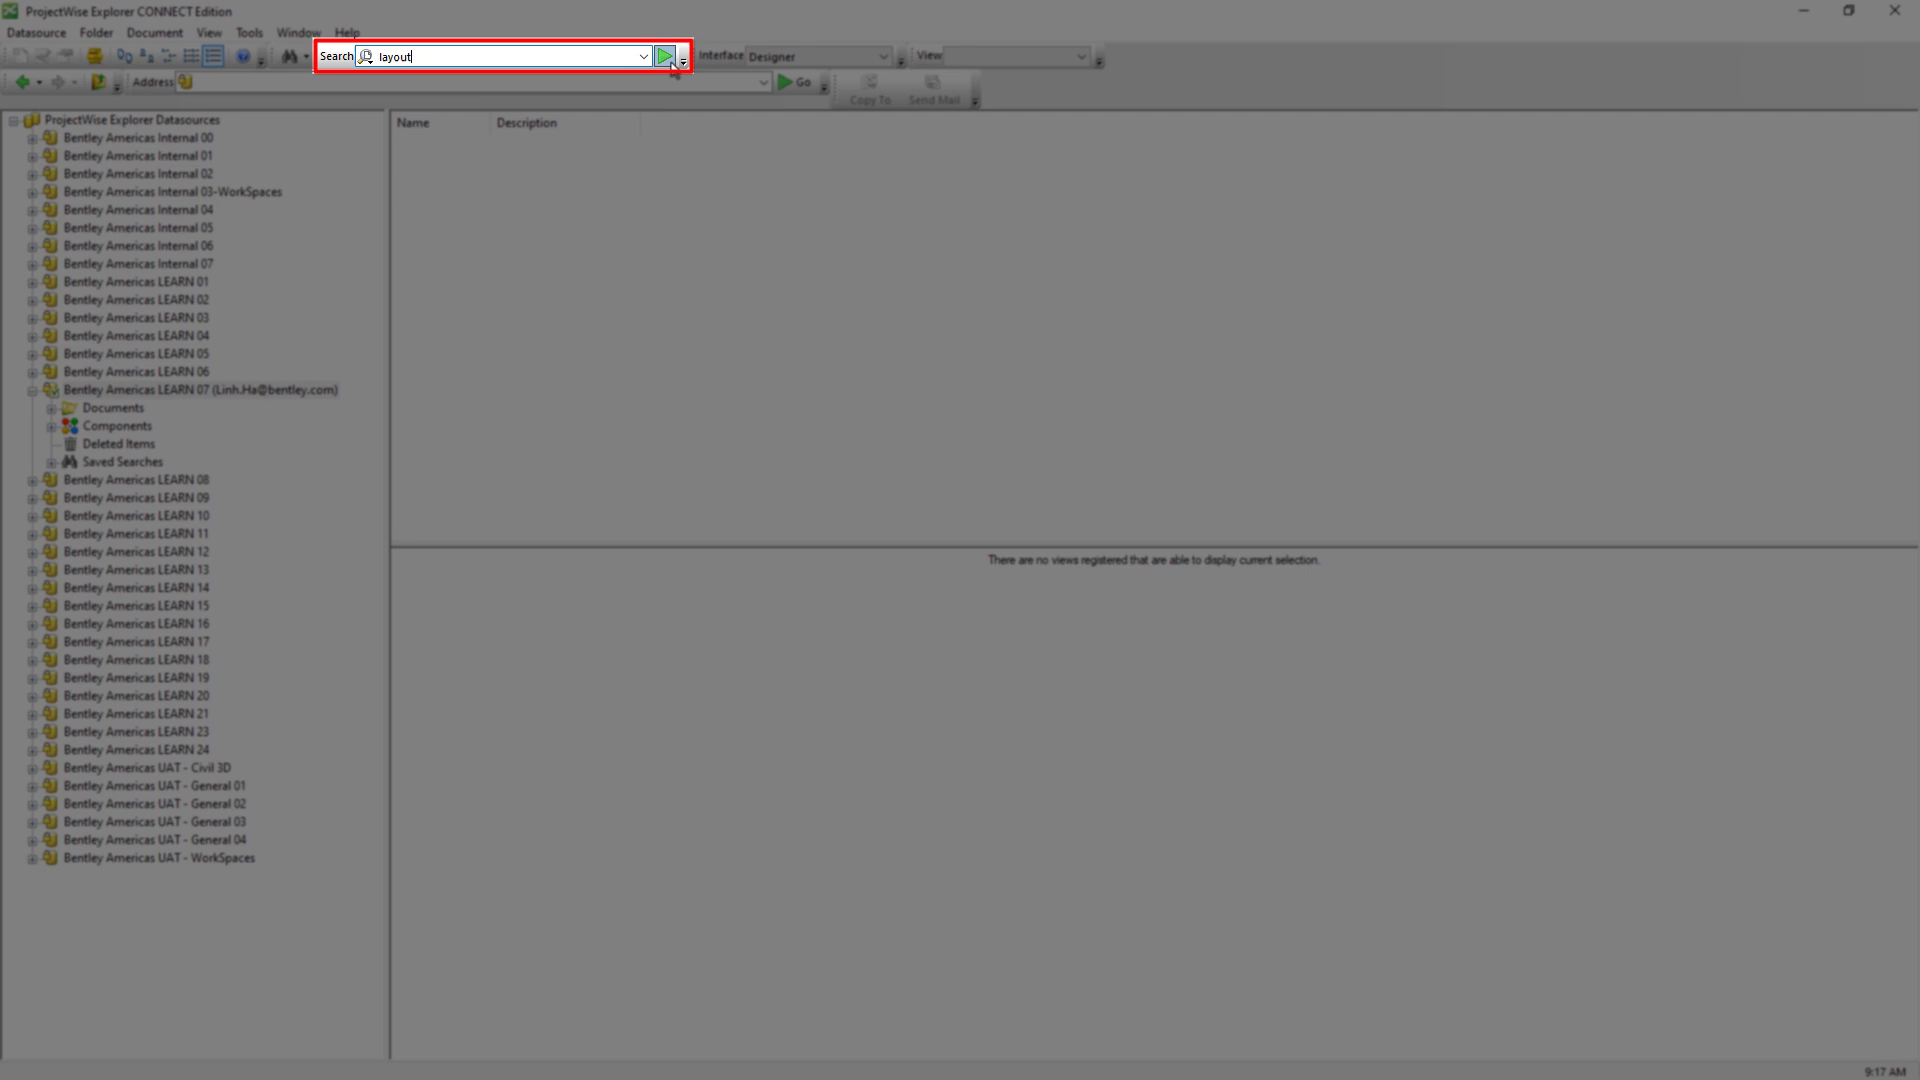 ProjectWise Explorer CONNECT Edition
Datasource Folder Document View Tools Window Help
Search layout Interface Designer View
Address Go Copy To Send Mail
ProjectWise Explorer Datasources
Name Description
Bentley Americas Internal 00
Bentley Americas Internal 01
Bentley Americas Internal 02
Bentley Americas Internal 03-WorkSpaces
Bentley Americas Internal 04
Bentley Americas Internal 05
Bentley Americas Internal 06
Bentley Americas Internal 07
Bentley Americas LEARN 01
Bentley Americas LEARN 02
Bentley Americas LEARN 03
Bentley Americas LEARN 04
Bentley Americas LEARN 05
Bentley Americas LEARN 06
Bentley Americas LEARN 07 (Linh.Ha@bentley.com)
Documents
Components
Deleted Items
Saved Searches
Bentley Americas LEARN 08
Bentley Americas LEARN 09
Bentley Americas LEARN 10
Bentley Americas LEARN 11
Bentley Americas LEARN 12
Bentley Americas LEARN 13
Bentley Americas LEARN 14
Bentley Americas LEARN 15
Bentley Americas LEARN 16
Bentley Americas LEARN 17
Bentley Americas LEARN 18
Bentley Americas LEARN 19
Bentley Americas LEARN 20
Bentley Americas LEARN 21
Bentley Americas LEARN 23
Bentley Americas LEARN 24
Bentley Americas UAT - Civil 3D
Bentley Americas UAT - General 01
Bentley Americas UAT - General 02
Bentley Americas UAT - General 03
Bentley Americas UAT - General 04
Bentley Americas UAT - WorkSpaces
There are no views registered that are able to display current selection.
9:17 AM